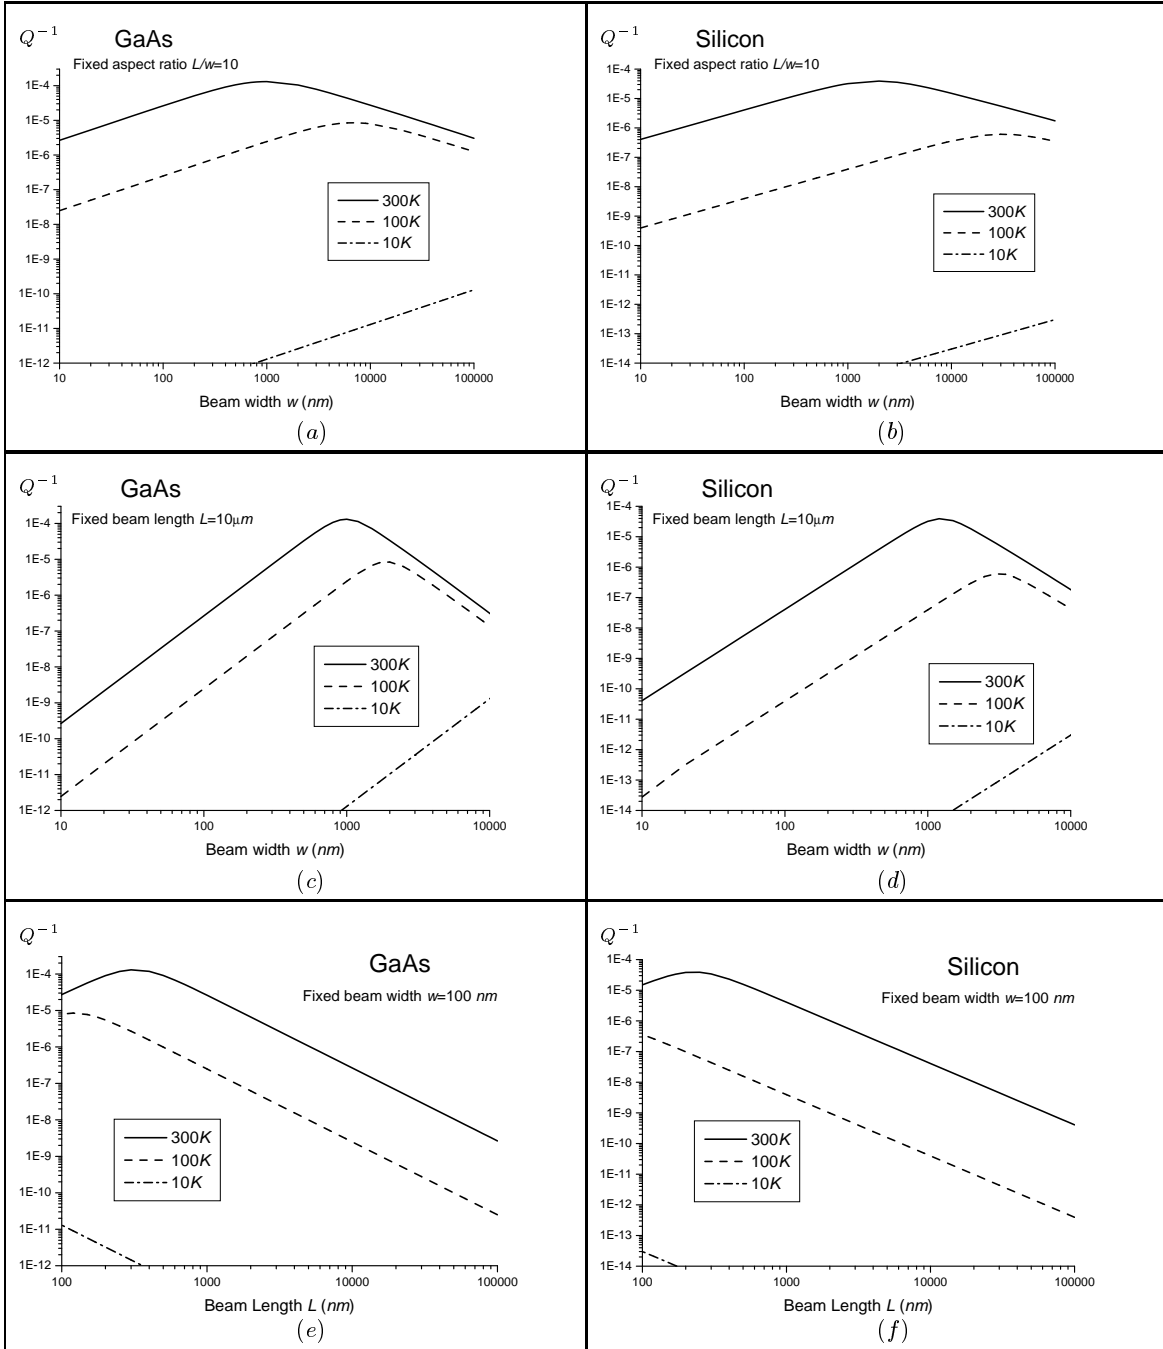 Q⁻¹
GaAs
Fixed aspect ratio L/w=10
1E-4
1E-5
1E-6
1E-7
1E-8
1E-9
1E-10
1E-11
1E-12
300K
100K
10K
10 100 1000 10000 100000
Beam width w (nm)
(a)
Q⁻¹
Silicon
Fixed aspect ratio L/w=10
1E-4
1E-5
1E-6
1E-7
1E-8
1E-9
1E-10
1E-11
1E-12
1E-13
1E-14
300K
100K
10K
10 100 1000 10000 100000
Beam width w (nm)
(b)
Q⁻¹
GaAs
Fixed beam length L=10μm
1E-4
1E-5
1E-6
1E-7
1E-8
1E-9
1E-10
1E-11
1E-12
300K
100K
10K
10 100 1000 10000
Beam width w (nm)
(c)
Q⁻¹
Silicon
Fixed beam length L=10μm
1E-4
1E-5
1E-6
1E-7
1E-8
1E-9
1E-10
1E-11
1E-12
1E-13
1E-14
300K
100K
10K
10 100 1000 10000
Beam width w (nm)
(d)
Q⁻¹
GaAs
Fixed beam width w=100 nm
1E-4
1E-5
1E-6
1E-7
1E-8
1E-9
1E-10
1E-11
1E-12
300K
100K
10K
100 1000 10000 100000
Beam Length L (nm)
(e)
Q⁻¹
Silicon
Fixed beam width w=100 nm
1E-4
1E-5
1E-6
1E-7
1E-8
1E-9
1E-10
1E-11
1E-12
1E-13
1E-14
300K
100K
10K
100 1000 10000 100000
Beam Length L (nm)
(f)